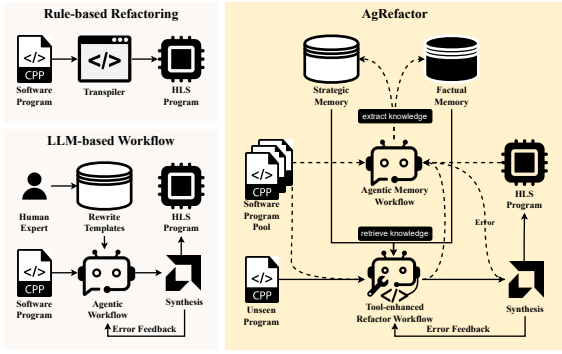 Rule-based Refactoring
</>
CPP
Software
Program
</>
Transpiler
HLS
Program
LLM-based Workflow
Human
Expert
Rewrite
Templates
HLS
Program
</>
CPP
Software
Program
Agentic
Workflow
Synthesis
Error Feedback
AgRefactor
Strategic
Memory
Factual
Memory
extract knowledge
</>
CPP
Software
Program
Pool
Agentic Memory
Workflow
HLS
Program
Error
retrieve knowledge
</>
CPP
Unseen
Program
</>
Tool-enhanced
Refactor Workflow
Synthesis
Error Feedback